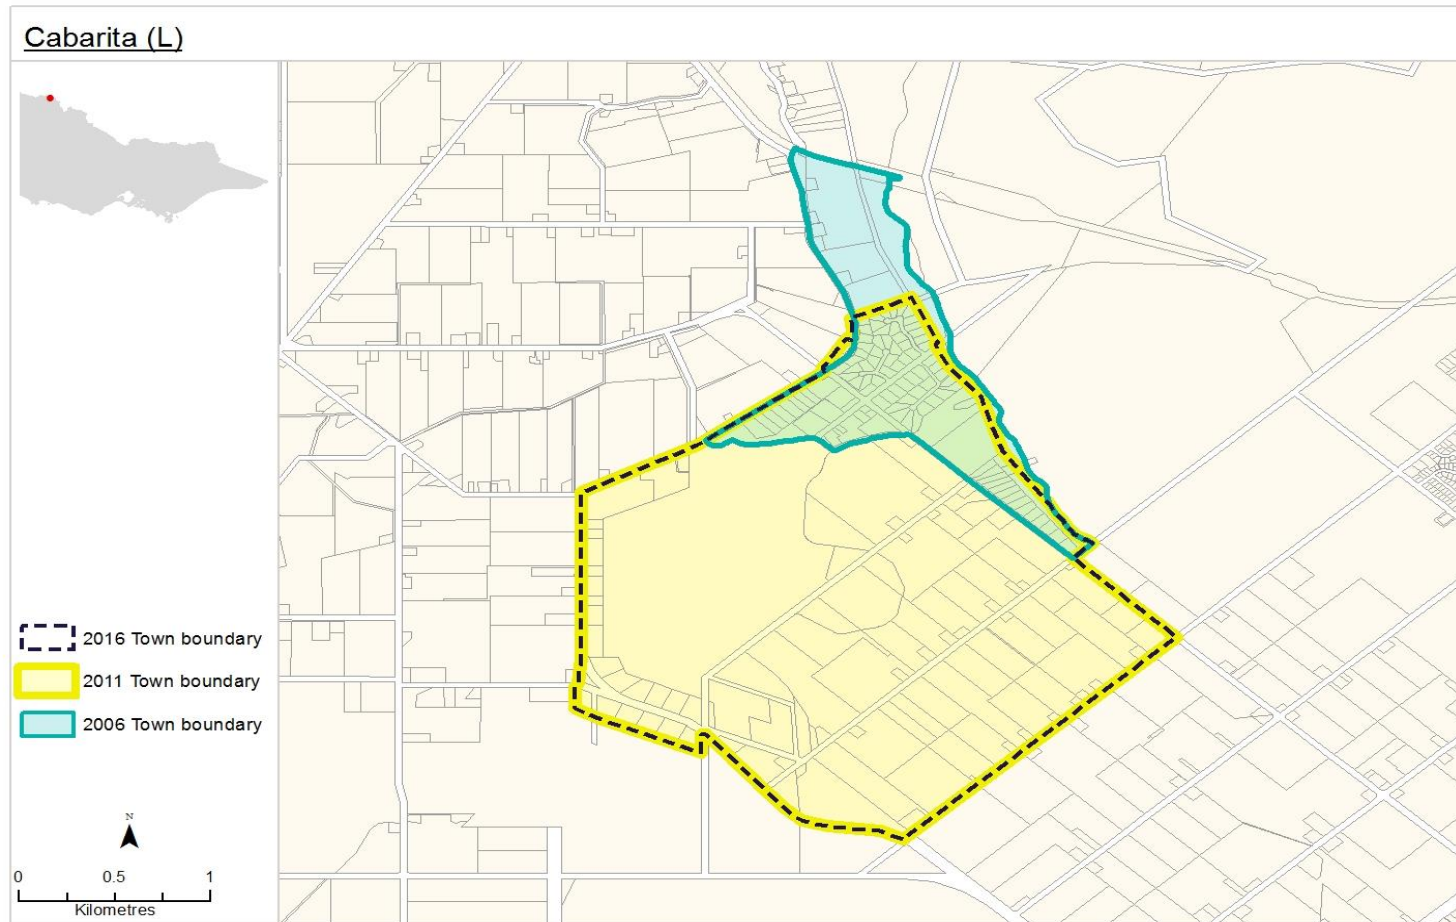 Cabarita (L)
2016 Town boundary
2011 Town boundary
2006 Town boundary
N
0 0.5 1
Kilometres